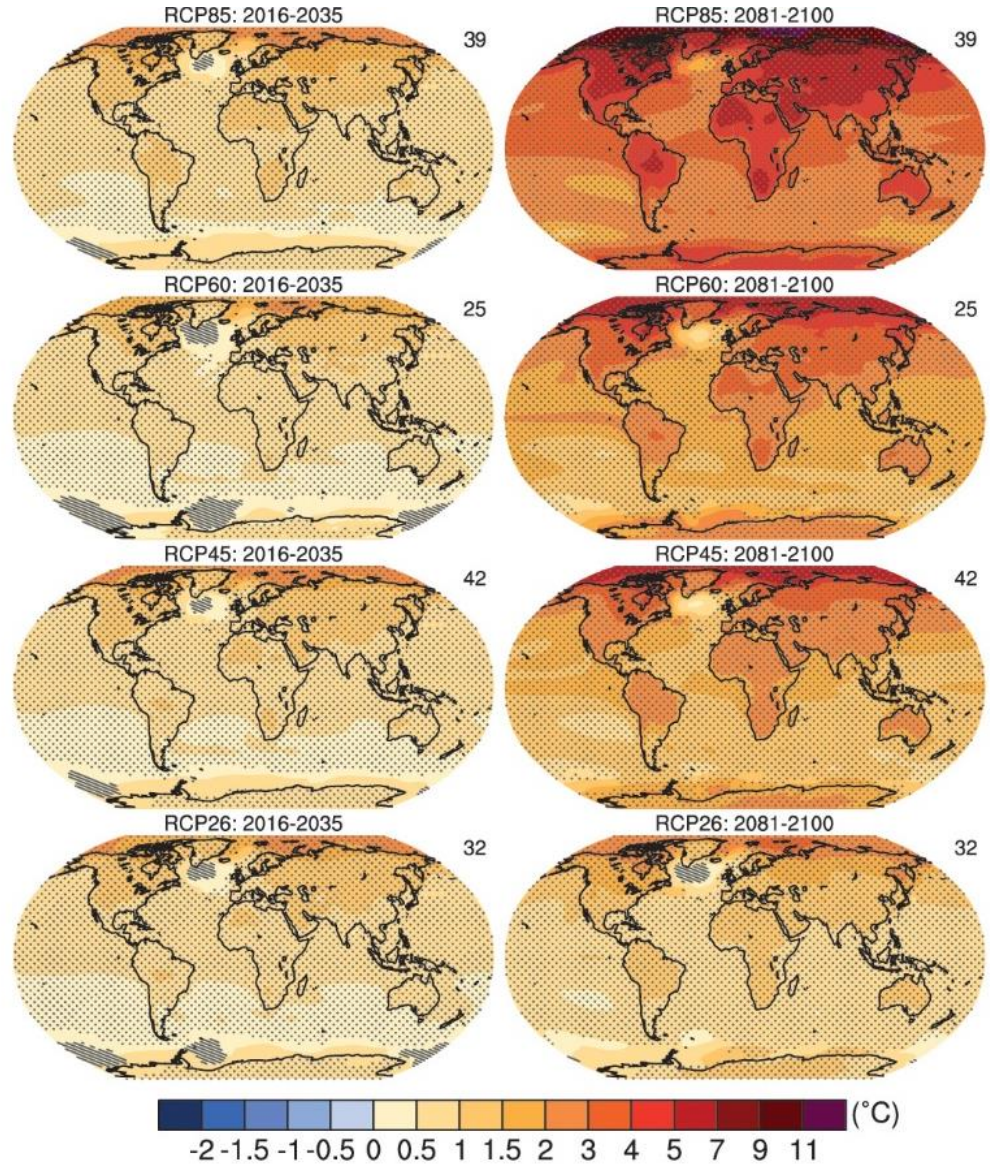 RCP85: 2016-2035
39
RCP85: 2081-2100
39
RCP60: 2016-2035
25
RCP60: 2081-2100
25
RCP45: 2016-2035
42
RCP45: 2081-2100
42
RCP26: 2016-2035
32
RCP26: 2081-2100
32
(°C)
-2 -1.5 -1 -0.5 0 0.5 1 1.5 2 3 4 5 7 9 11